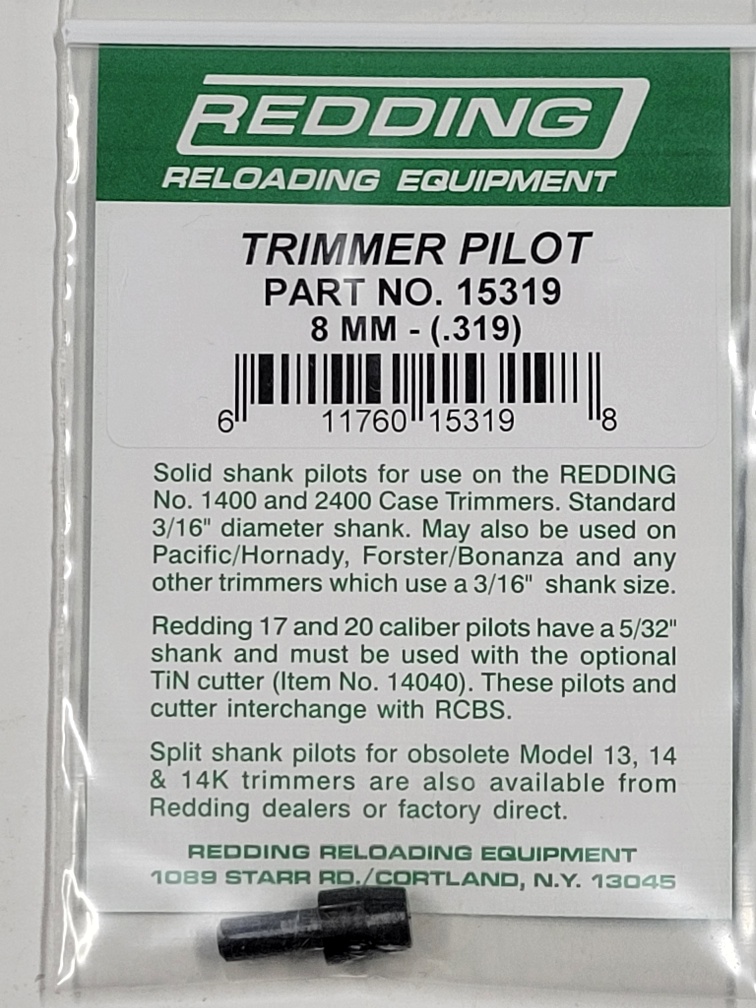 REDDING
RELOADING EQUIPMENT
TRIMMER PILOT
PART NO. 15319
8 MM - (.319)
6 11760 15319 8
Solid shank pilots for use on the REDDING
No. 1400 and 2400 Case Trimmers. Standard
3/16" diameter shank. May also be used on
Pacific/Hornady, Forster/Bonanza and any
other trimmers which use a 3/16" shank size.
Redding 17 and 20 caliber pilots have a 5/32"
shank and must be used with the optional
TiN cutter (Item No. 14040). These pilots and
cutter interchange with RCBS.
Split shank pilots for obsolete Model 13, 14
& 14K trimmers are also available from
Redding dealers or factory direct.
REDDING RELOADING EQUIPMENT
1089 STARR RD./CORTLAND, N.Y. 13045